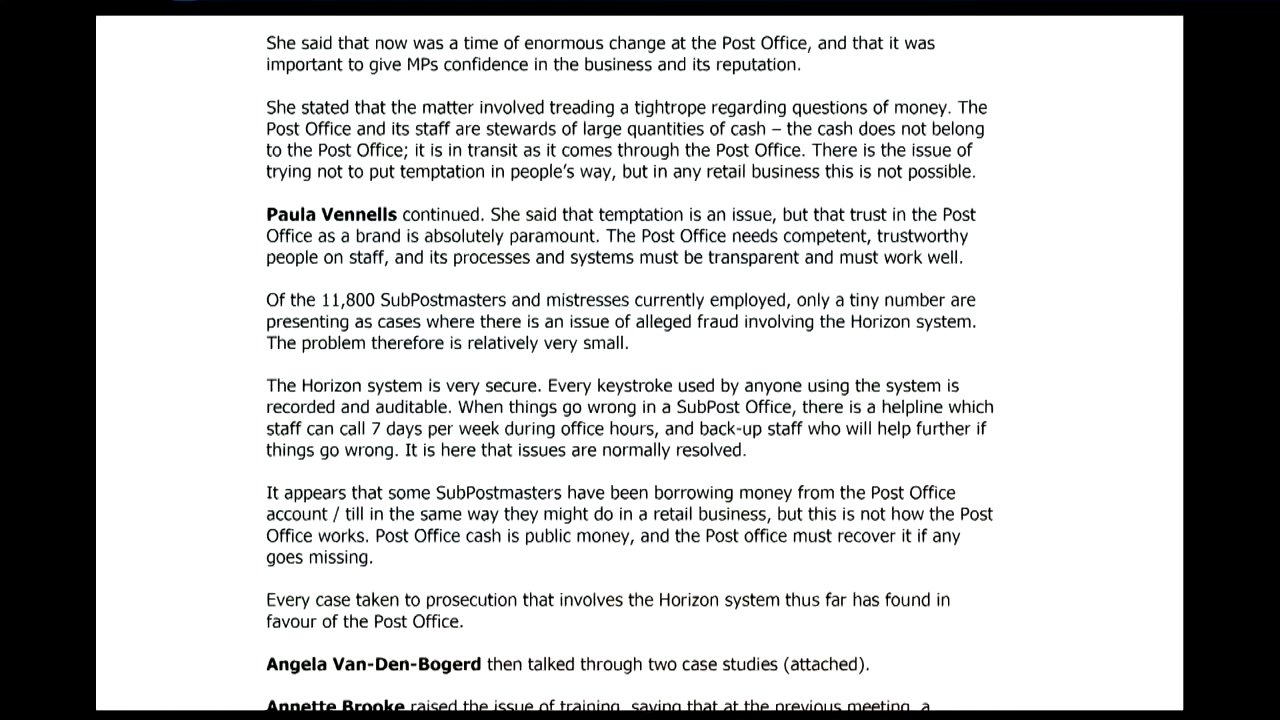 She said that now was a time of enormous change at the Post Office, and that it was
important to give MPs confidence in the business and its reputation.
She stated that the matter involved treading a tightrope regarding questions of money. The
Post Office and its staff are stewards of large quantities of cash – the cash does not belong
to the Post Office; it is in transit as it comes through the Post Office. There is the issue of
trying not to put temptation in people's way, but in any retail business this is not possible.
Paula Vennells continued. She said that temptation is an issue, but that trust in the Post
Office as a brand is absolutely paramount. The Post Office needs competent, trustworthy
people on staff, and its processes and systems must be transparent and must work well.
Of the 11,800 SubPostmasters and mistresses currently employed, only a tiny number are
presenting as cases where there is an issue of alleged fraud involving the Horizon system.
The problem therefore is relatively very small.
The Horizon system is very secure. Every keystroke used by anyone using the system is
recorded and auditable. When things go wrong in a SubPost Office, there is a helpline which
staff can call 7 days per week during office hours, and back-up staff who will help further if
things go wrong. It is here that issues are normally resolved.
It appears that some SubPostmasters have been borrowing money from the Post Office
account / till in the same way they might do in a retail business, but this is not how the Post
Office works. Post Office cash is public money, and the Post office must recover it if any
goes missing.
Every case taken to prosecution that involves the Horizon system thus far has found in
favour of the Post Office.
Angela Van-Den-Bogerd then talked through two case studies (attached).
Annette Brooke raised the issue of training, saying that at the previous meeting, a